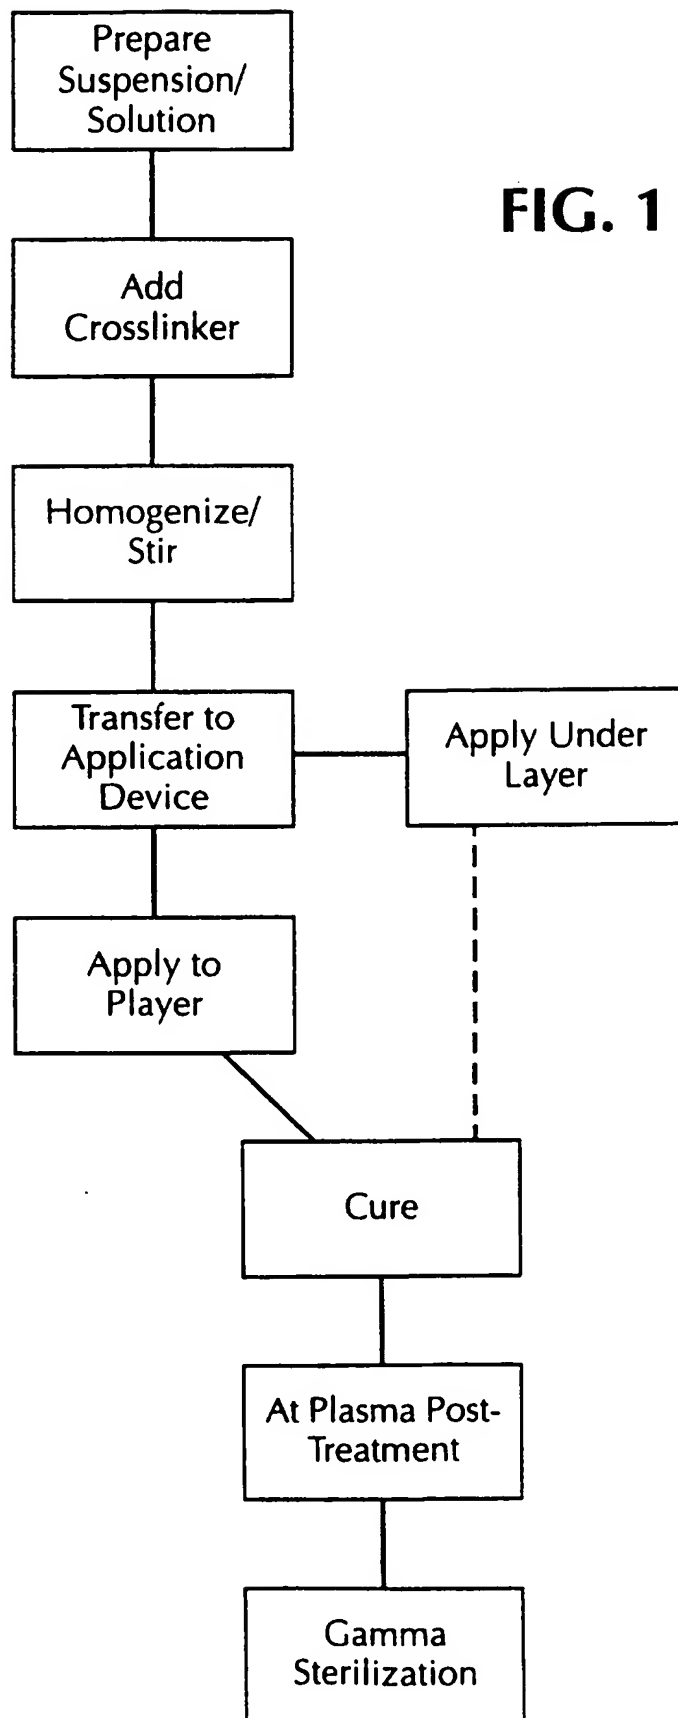 Prepare
Suspension/
Solution
FIG. 1
Add
Crosslinker
Homogenize/
Stir
Transfer to
Application
Device
Apply Under
Layer
Apply to
Player
Cure
At Plasma Post-
Treatment
Gamma
Sterilization